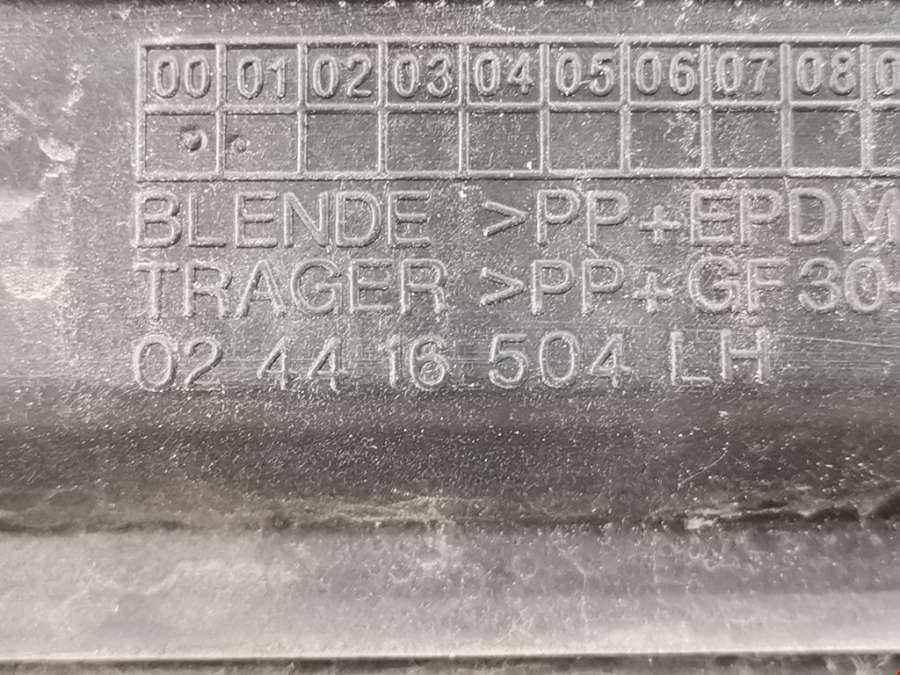 00 01 02 03 04 05 06 07 08 0
BLENDE >PP+EPDM
TRAGER >PP+GF30-
02 44 16 504 LH